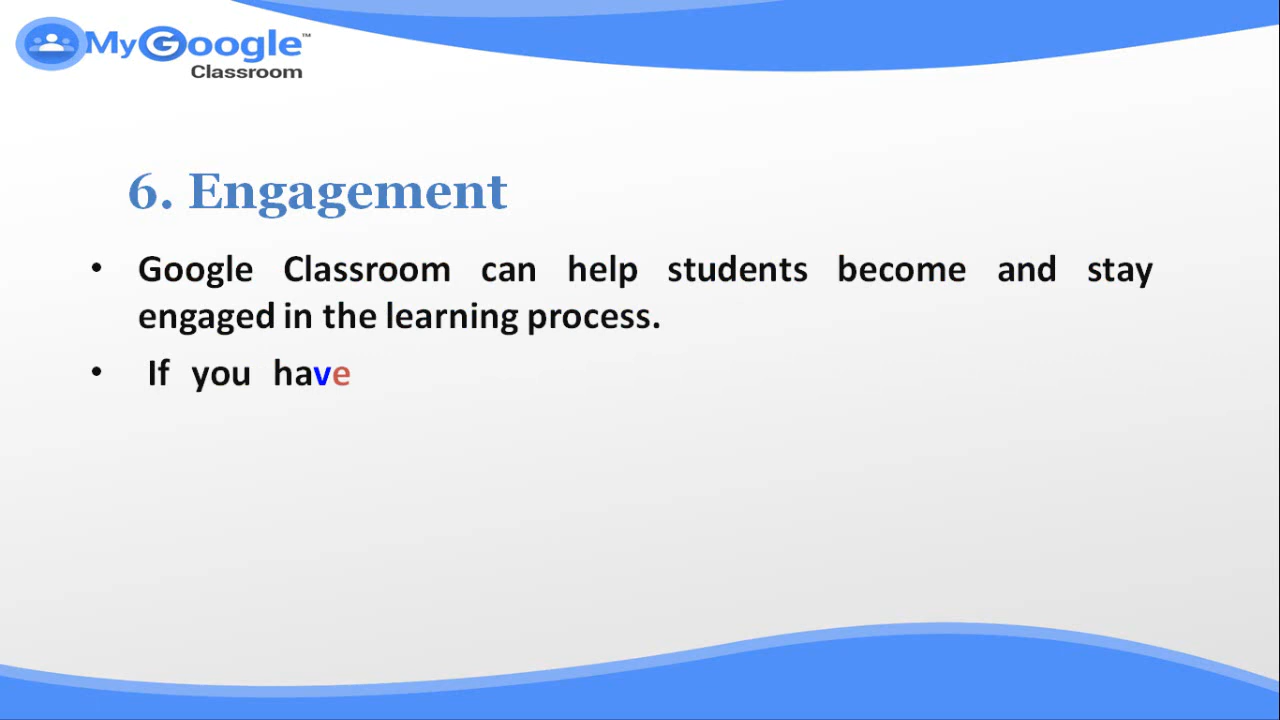 MyGoogle™
Classroom
6. Engagement
• Google Classroom can help students become and stay
engaged in the learning process.
• If you have